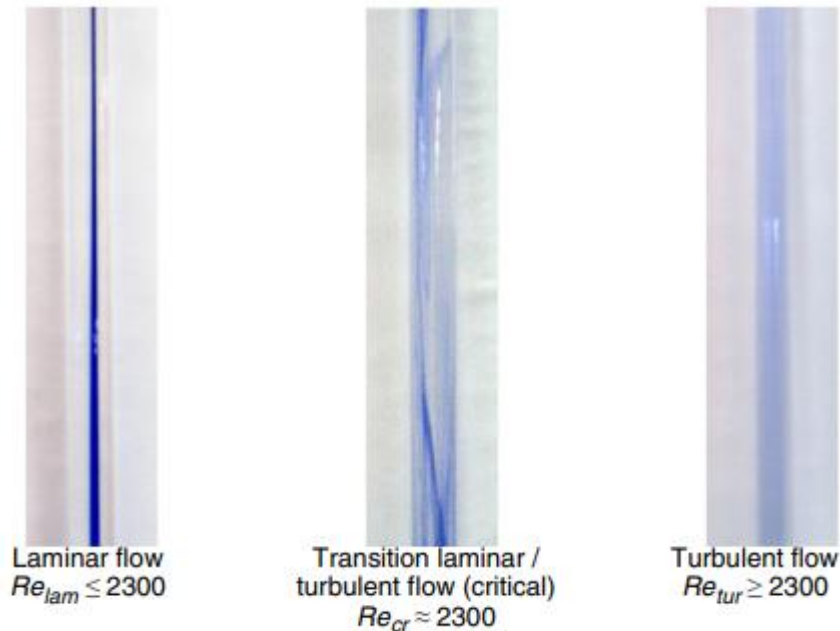 Laminar flow
Re_lam ≤ 2300
Transition laminar /
turbulent flow (critical)
Re_cr ≈ 2300
Turbulent flow
Re_tur ≥ 2300